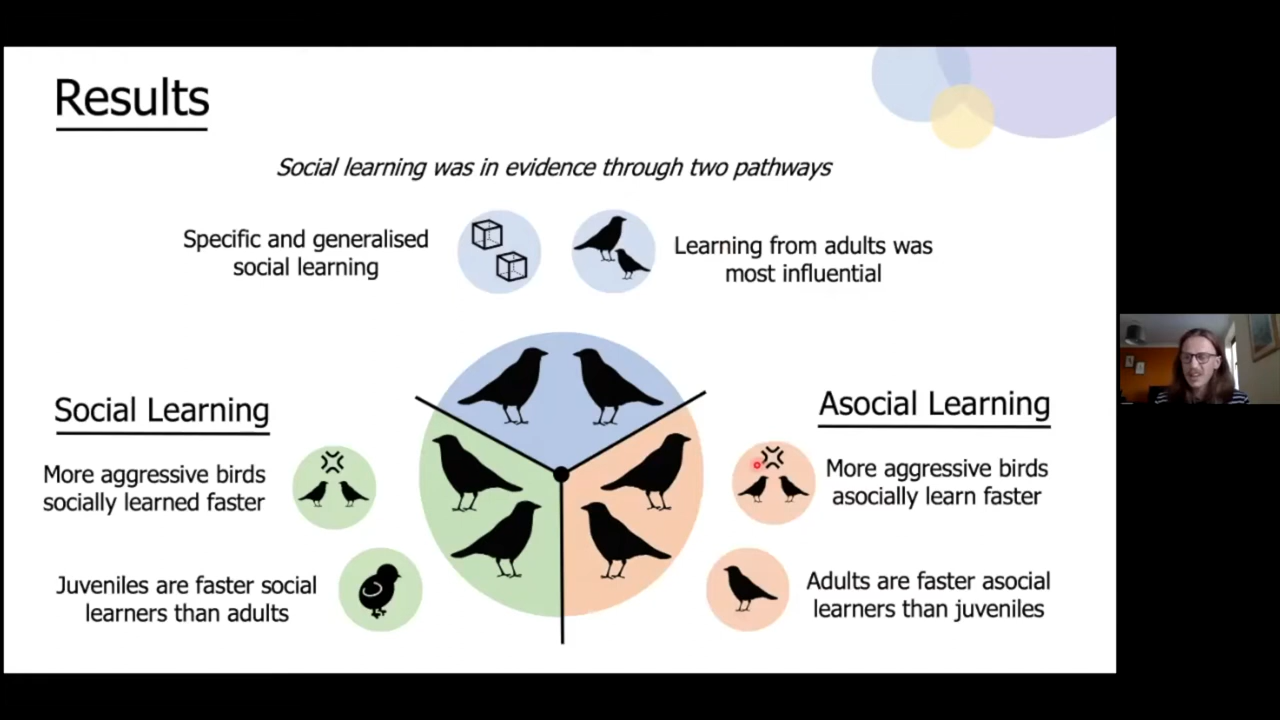 Results
Social learning was in evidence through two pathways
Specific and generalised
social learning
Learning from adults was
most influential
Social Learning
More aggressive birds
socially learned faster
Juveniles are faster social
learners than adults
Asocial Learning
More aggressive birds
asocially learn faster
Adults are faster asocial
learners than juveniles